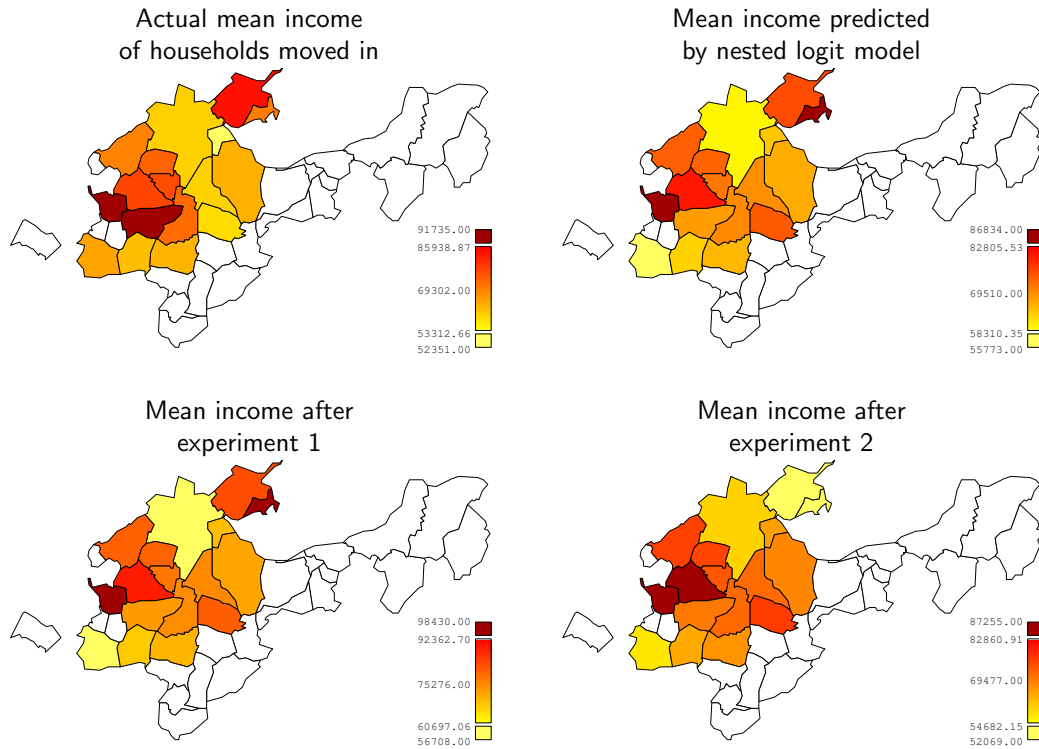 Actual mean income
of households moved in
91735.00
85938.87
69302.00
53312.66
52351.00
Mean income predicted
by nested logit model
86834.00
82805.53
69510.00
58310.35
55773.00
Mean income after
experiment 1
98430.00
92362.70
75276.00
60697.06
56708.00
Mean income after
experiment 2
87255.00
82860.91
69477.00
54682.15
52069.00